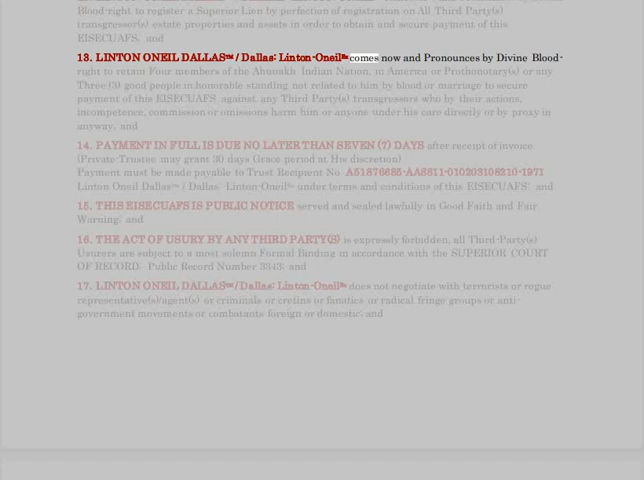 Blood-right to register a Superior Lien by perfection of registration on All Third Party(s)
transgressor(s) estate properties and assets in order to obtain and secure payment of this
EISECUAFS; and
13. LINTON ONEIL DALLAS™ / Dallas: Linton-Oneil℠ comes now and Pronounces by Divine Blood-
right to retain Four members of the Ahunakh Indian Nation, in America or Prothonotary(s) or any
Three (3) good people in honorable standing not related to him by blood or marriage to secure
payment of this EISECUAFS, against any Third Party(s) transgressors who by their actions,
incompetence, commission or omissions harm him or anyone under his care directly or by proxy in
anyway; and
14. PAYMENT IN FULL IS DUE NO LATER THAN SEVEN (7) DAYS after receipt of invoice.
(Private-Trustee may grant 30 days Grace period at His discretion)
Payment must be made payable to Trust Recipient No. A51876685-AAS611-010203108210-1971
Linton Oneil Dallas™ / Dallas: Linton-Oneil℠ under terms and conditions of this EISECUAFS; and
15. THIS EISECUAFS IS PUBLIC NOTICE served and sealed lawfully in Good Faith and Fair
Warning; and
16. THE ACT OF USURY BY ANY THIRD PARTY(S) is expressly forbidden, all Third-Party(s)
Usurers are subject to a most solemn Formal Binding in accordance with the SUPERIOR COURT
OF RECORD. Public Record Number 3343; and
17. LINTON ONEIL DALLAS™ / Dallas: Linton-Oneil℠ does not negotiate with terrorists or rogue
representative(s)/agent(s) or criminals or cretins or fanatics or radical fringe groups or anti-
government movements or combatants foreign or domestic; and